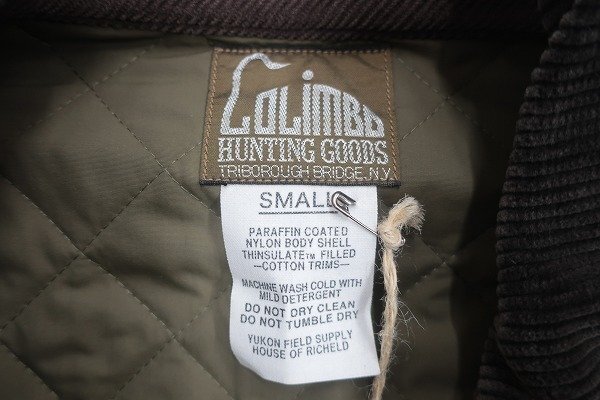 COLIMBO
HUNTING GOODS
TRIBOROUGH BRIDGE, N.Y.
SMALL
PARAFFIN COATED
NYLON BODY SHELL
THINSULATE™ FILLED
—COTTON TRIMS—
MACHINE WASH COLD WITH
MILD DETERGENT
DO NOT DRY CLEAN
DO NOT TUMBLE DRY
YUKON FIELD SUPPLY
HOUSE OF RICHELD